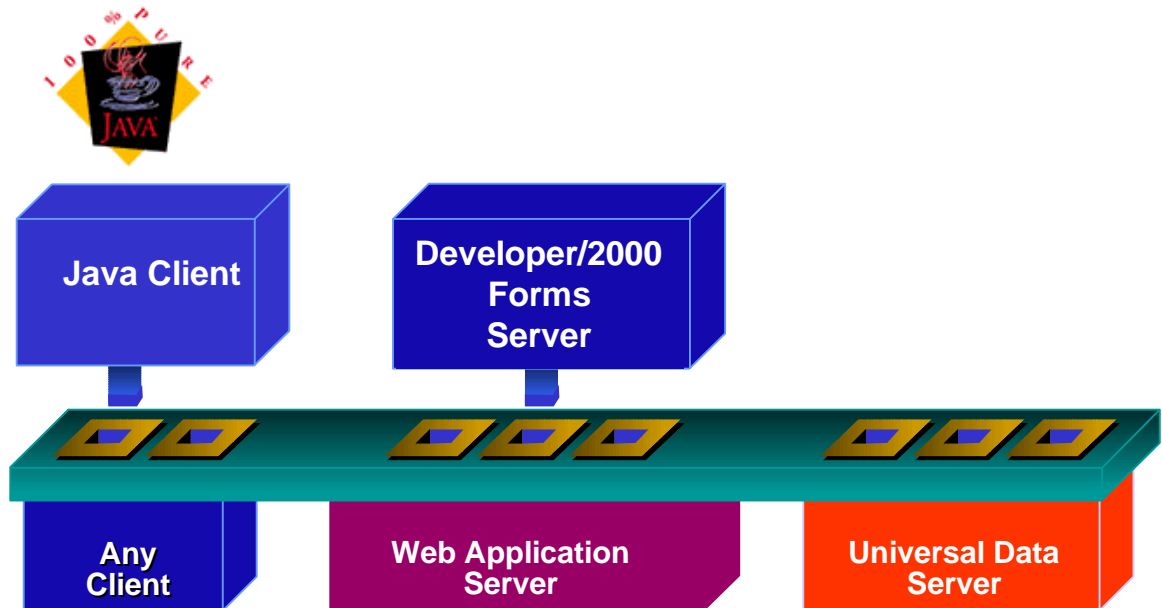 100% PURE
JAVA
Java Client
Developer/2000
Forms
Server
Any
Client
Web Application
Server
Universal Data
Server